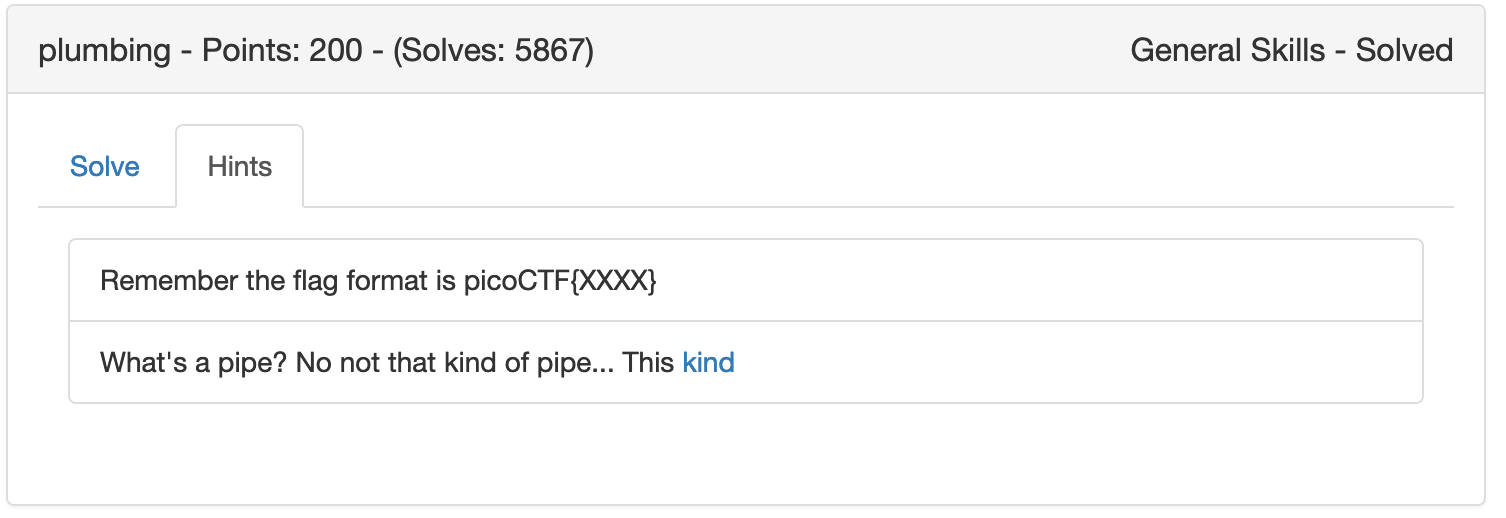 plumbing - Points: 200 - (Solves: 5867)
General Skills - Solved
Solve
Hints
Remember the flag format is picoCTF{XXXX}
What's a pipe? No not that kind of pipe... This kind